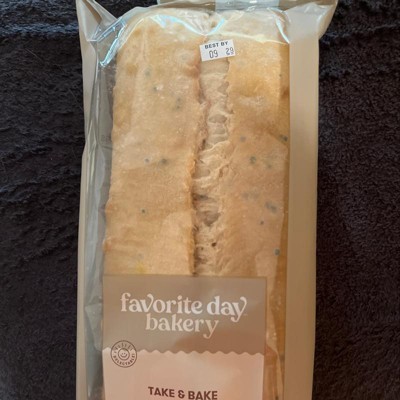 BEST BY
09 29
favorite day
bakery
TAKE & BAKE